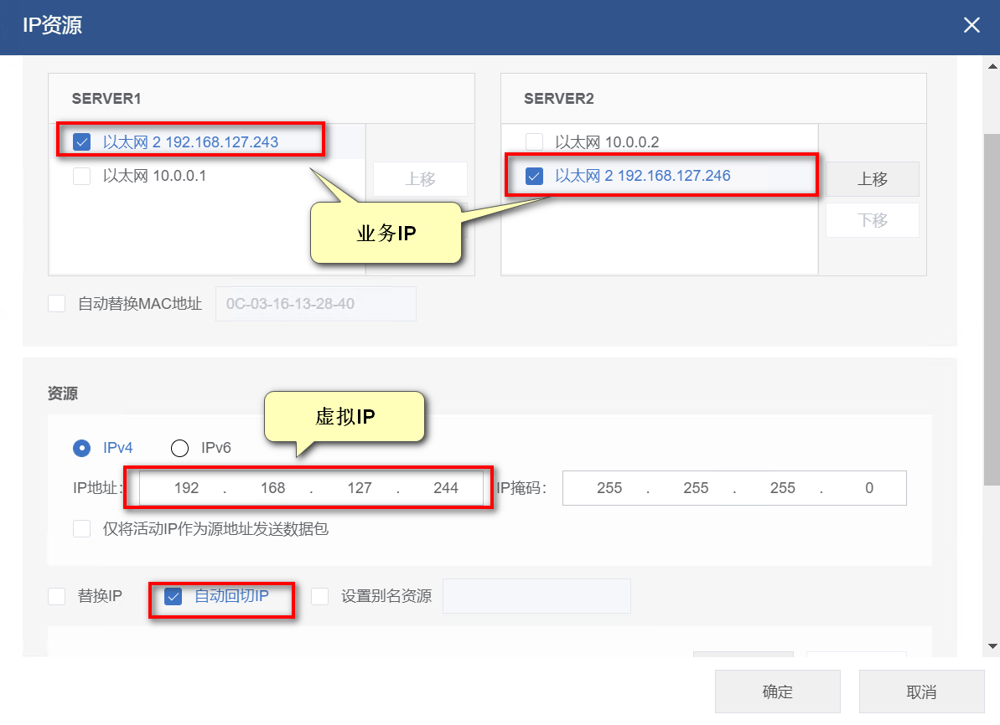 IP资源
SERVER1
以太网 2 192.168.127.243
以太网 10.0.0.1
上移
SERVER2
以太网 10.0.0.2
以太网 2 192.168.127.246
上移
下移
业务IP
自动替换MAC地址 0C-03-16-13-28-40
资源
虚拟IP
IPv4 IPv6
IP地址: 192 . 168 . 127 . 244 IP掩码: 255 . 255 . 255 . 0
仅将活动IP作为源地址发送数据包
替换IP 自动回切IP 设置别名资源
确定 取消